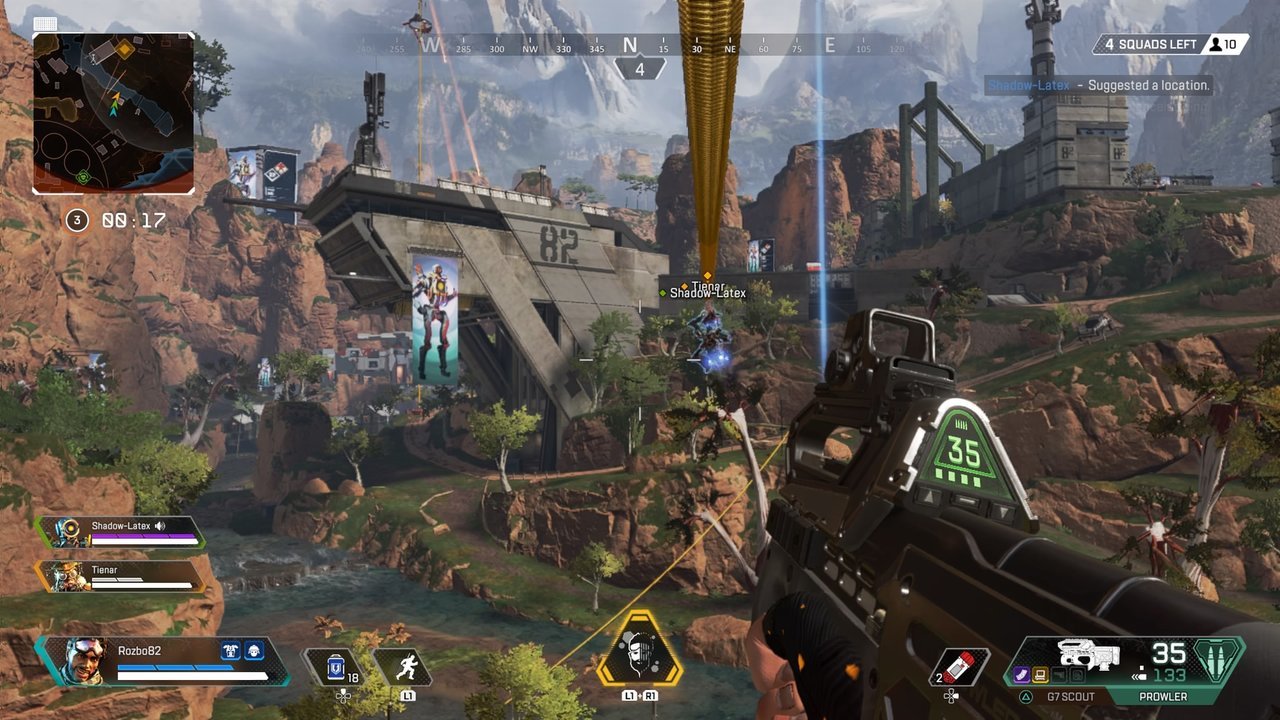 240 255 W 285 300 NW 330 345 N 15 30 NE 60 75 E 105 120
4
4 SQUADS LEFT 10
Shadow-Latex - Suggested a location.
3 00:17
82
Tienar
Shadow-Latex
35
Shadow-Latex
Tienar
Rozbo82
18
L1
L1 + R1
2
35
133
G7 SCOUT
PROWLER